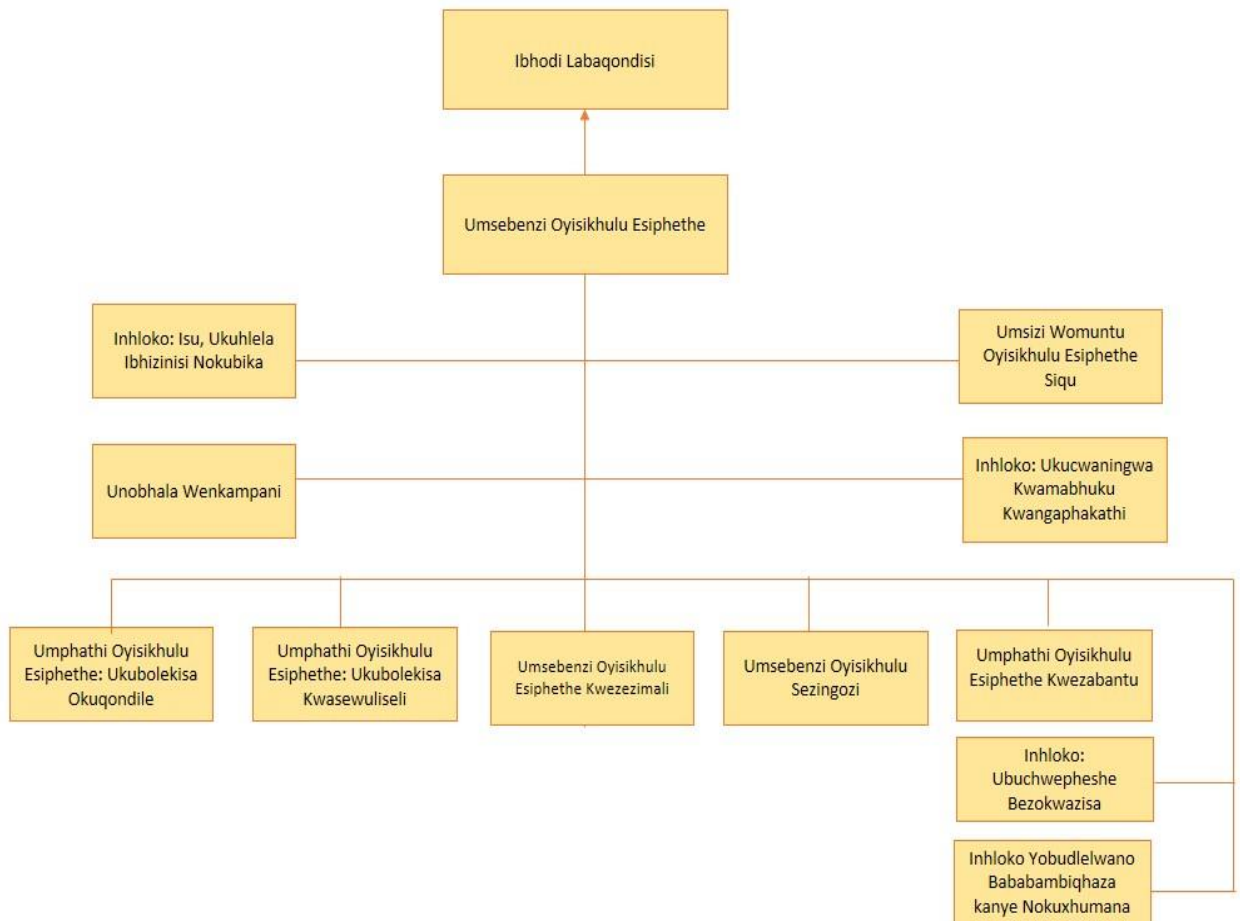 Ibhodi Labaqondisi
Umsebenzi Oyisikhulu Esiphethe
Inhloko: Isu, Ukuhlela
Ibhizinisi Nokubika
Umsizi Womuntu
Oyisikhulu Esiphethe
Siqu
Unobhala Wenkampani
Inhloko: Ukucwaningwa
Kwamabhuku
Kwangaphakathi
Umphathi Oyisikhulu
Esiphethe: Ukubolekisa
Okuqondile
Umphathi Oyisikhulu
Esiphethe: Ukubolekisa
Kwasewuliseli
Umsebenzi Oyisikhulu
Esiphethe Kwezezimali
Umsebenzi Oyisikhulu
Sezingozi
Umphathi Oyisikhulu
Esiphethe Kwezabantu
Inhloko:
Ubuchwepheshe
Bezokwazisa
Inhloko Yobudlelwano
Bababambiqhaza
kanye Nokuxhumana